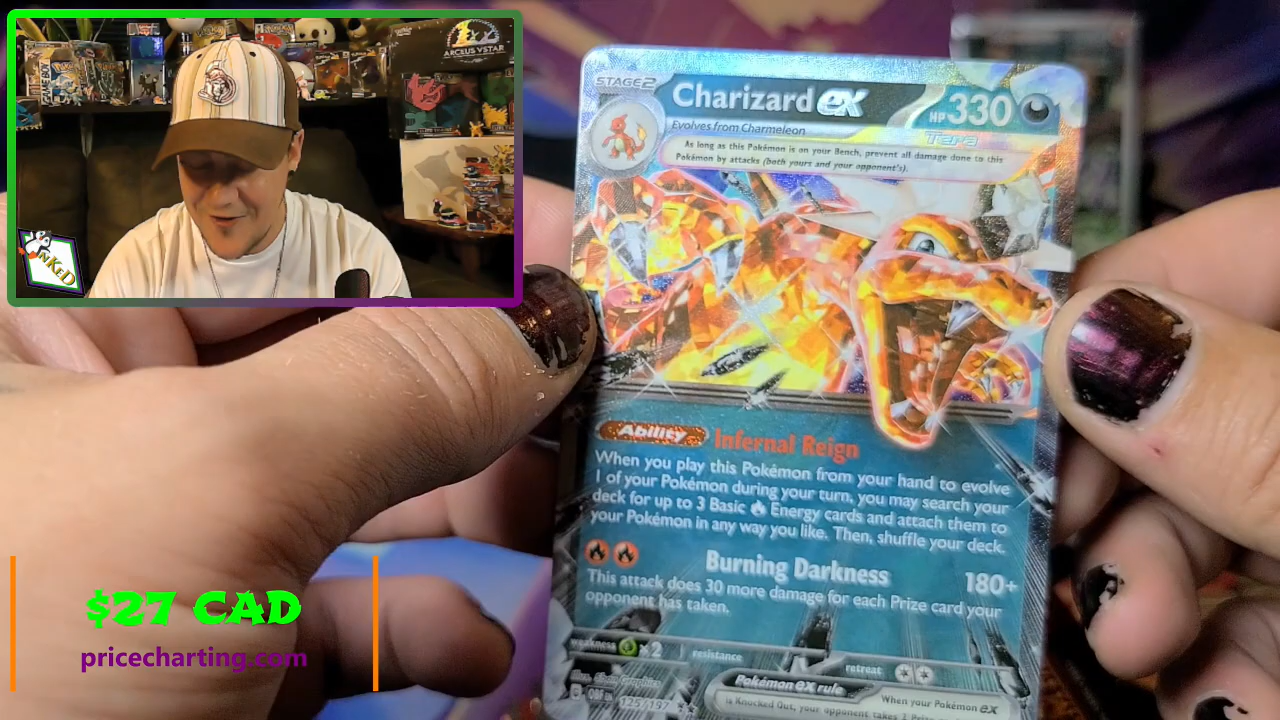 ARCEUS VSTAR
iNKeD
STAGE2
Charizard ex
HP 330
Evolves from Charmeleon
Tera
As long as this Pokémon is on your Bench, prevent all damage done to this
Pokémon by attacks (both yours and your opponent's).
Ability Infernal Reign
When you play this Pokémon from your hand to evolve
1 of your Pokémon during your turn, you may search your
deck for up to 3 Basic Energy cards and attach them to
your Pokémon in any way you like. Then, shuffle your deck.
Burning Darkness 180+
This attack does 30 more damage for each Prize card your
opponent has taken.
weakness ×2 resistance retreat
125/197
Pokémon ex rule
When your Pokémon ex
is Knocked Out, your opponent takes 2 Prize
$27 CAD
pricecharting.com